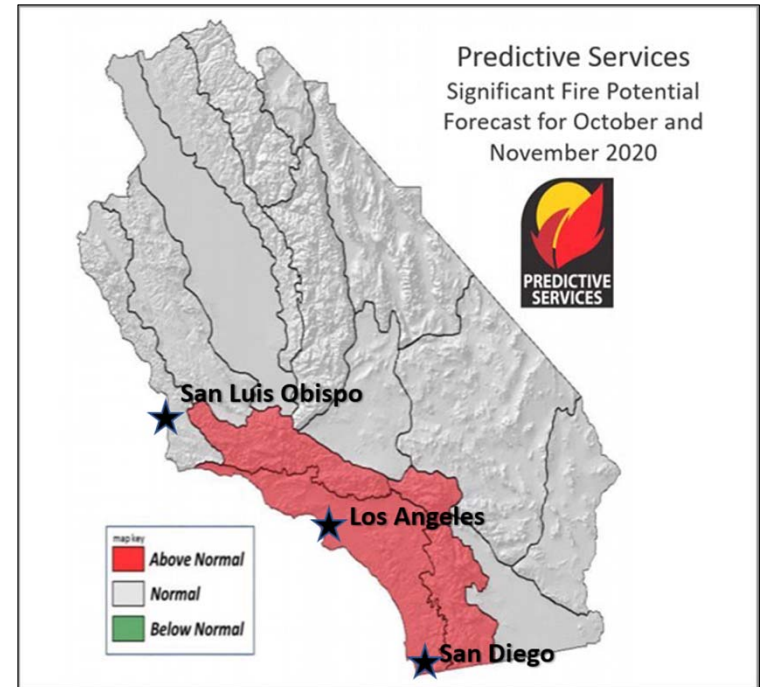 Predictive Services
Significant Fire Potential
Forecast for October and
November 2020
PREDICTIVE
SERVICES
San Luis Obispo
Los Angeles
map key
Above Normal
Normal
Below Normal
San Diego